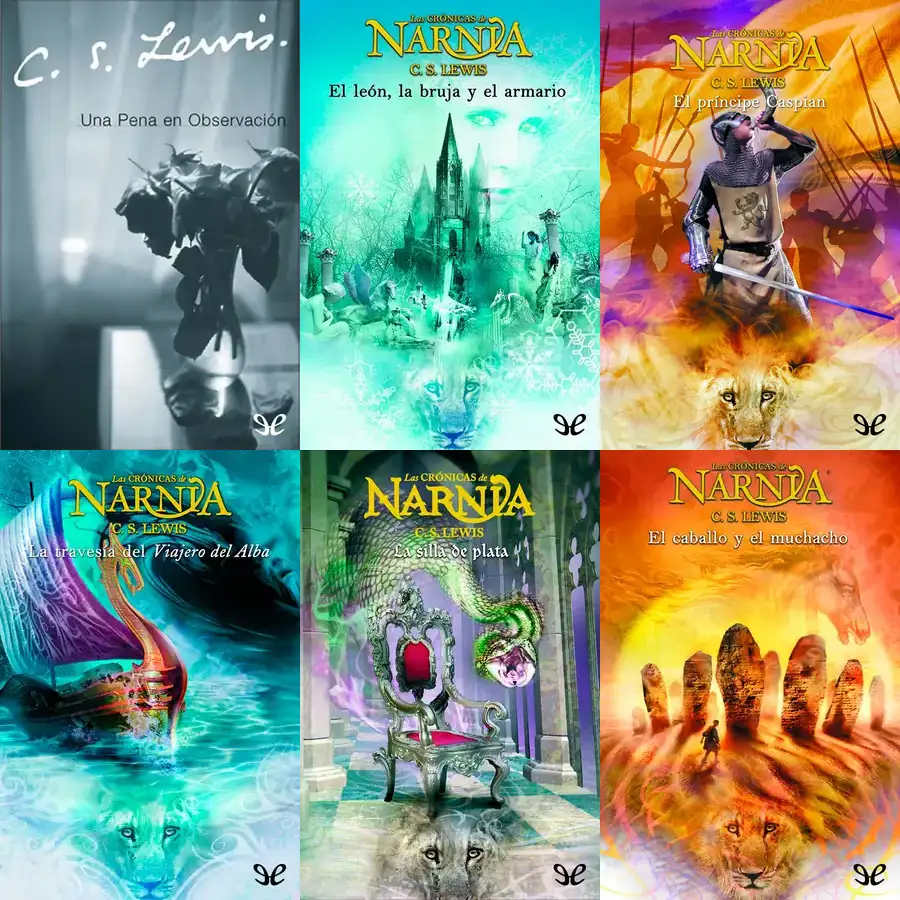 C. S. Lewis.
Una Pena en Observación
Las CRÓNICAS de
NARNIA
C. S. LEWIS
El león, la bruja y el armario
Las CRÓNICAS de
NARNIA
C. S. LEWIS
El príncipe Caspian
Las CRÓNICAS de
NARNIA
C. S. LEWIS
La travesía del Viajero del Alba
Las CRÓNICAS de
NARNIA
C. S. LEWIS
La silla de plata
Las CRÓNICAS de
NARNIA
C. S. LEWIS
El caballo y el muchacho